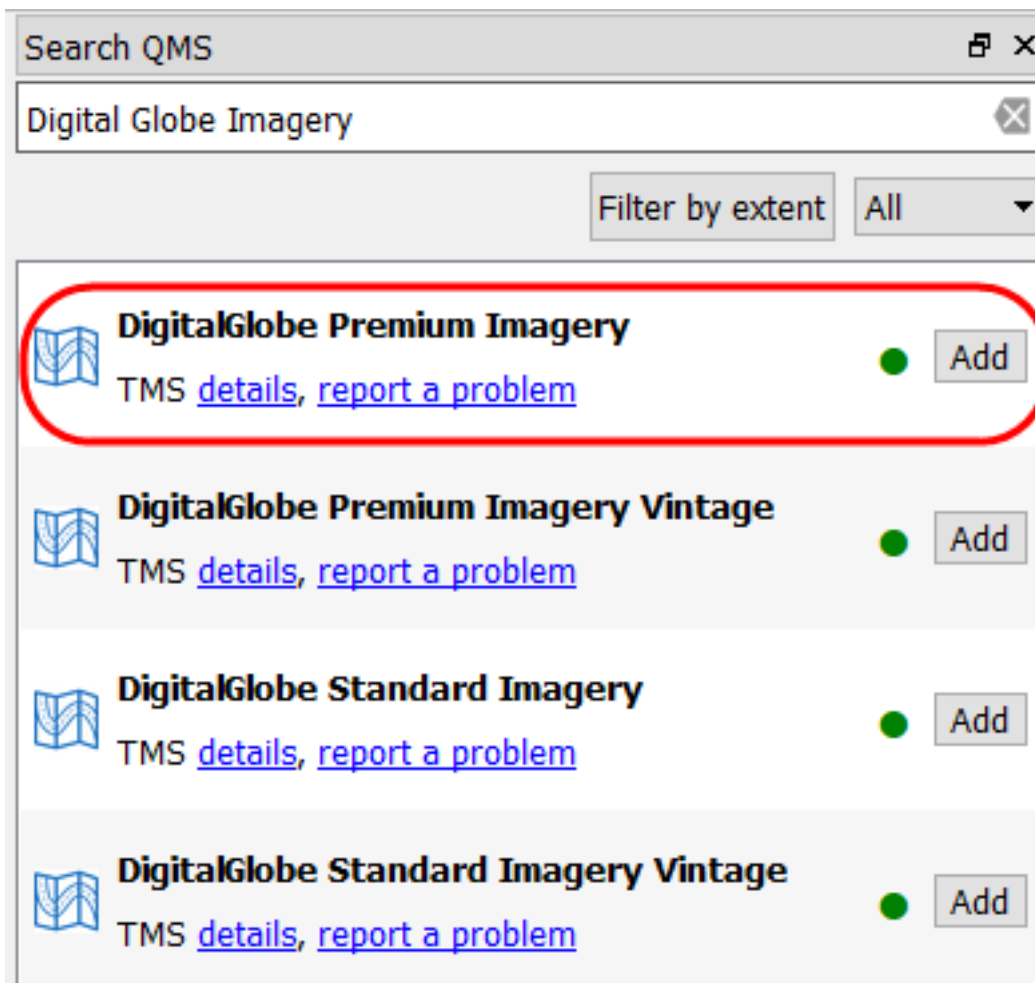 Search QMS
Digital Globe Imagery
Filter by extent All
DigitalGlobe Premium Imagery
TMS details, report a problem
Add
DigitalGlobe Premium Imagery Vintage
TMS details, report a problem
Add
DigitalGlobe Standard Imagery
TMS details, report a problem
Add
DigitalGlobe Standard Imagery Vintage
TMS details, report a problem
Add